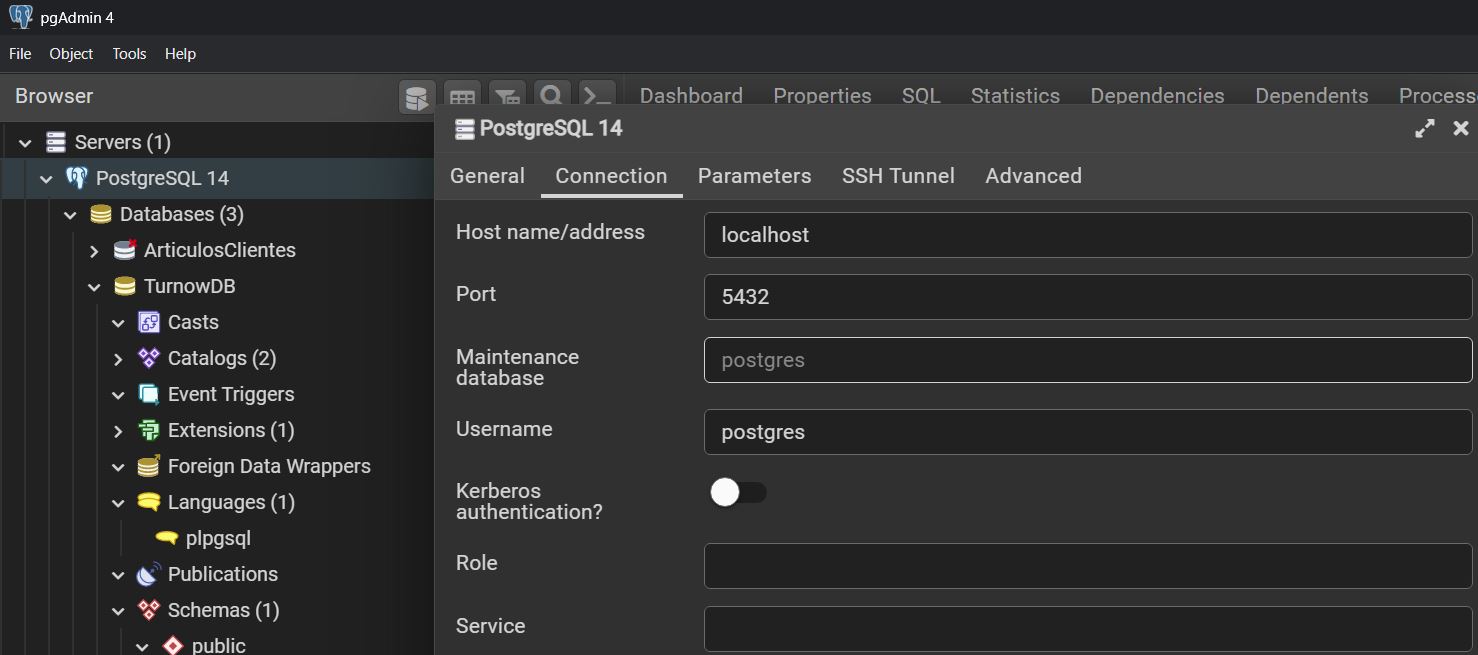 pgAdmin 4
File Object Tools Help
Browser
Dashboard Properties SQL Statistics Dependencies Dependents Process
Servers (1)
PostgreSQL 14
Databases (3)
ArticulosClientes
TurnowDB
Casts
Catalogs (2)
Event Triggers
Extensions (1)
Foreign Data Wrappers
Languages (1)
plpgsql
Publications
Schemas (1)
public
PostgreSQL 14
General Connection Parameters SSH Tunnel Advanced
Host name/address localhost
Port 5432
Maintenance
database postgres
Username postgres
Kerberos
authentication?
Role
Service